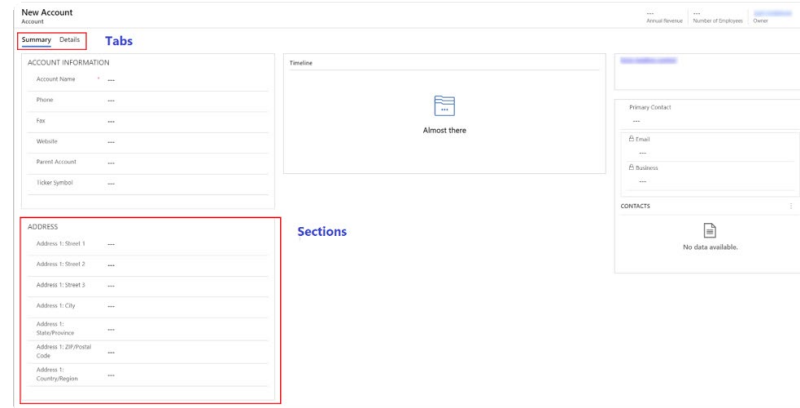 New Account
Account
---
Annual Revenue
---
Number of Employees
Owner
Summary Details Tabs
ACCOUNT INFORMATION
Account Name * ---
Phone ---
Fax ---
Website ---
Parent Account ---
Ticker Symbol ---
ADDRESS
Address 1: Street 1 ---
Address 1: Street 2 ---
Address 1: Street 3 ---
Address 1: City ---
Address 1:
State/Province ---
Address 1: ZIP/Postal
Code ---
Address 1:
Country/Region ---
Sections
Timeline
Almost there
Primary Contact
---
Email
---
Business
---
CONTACTS
No data available.